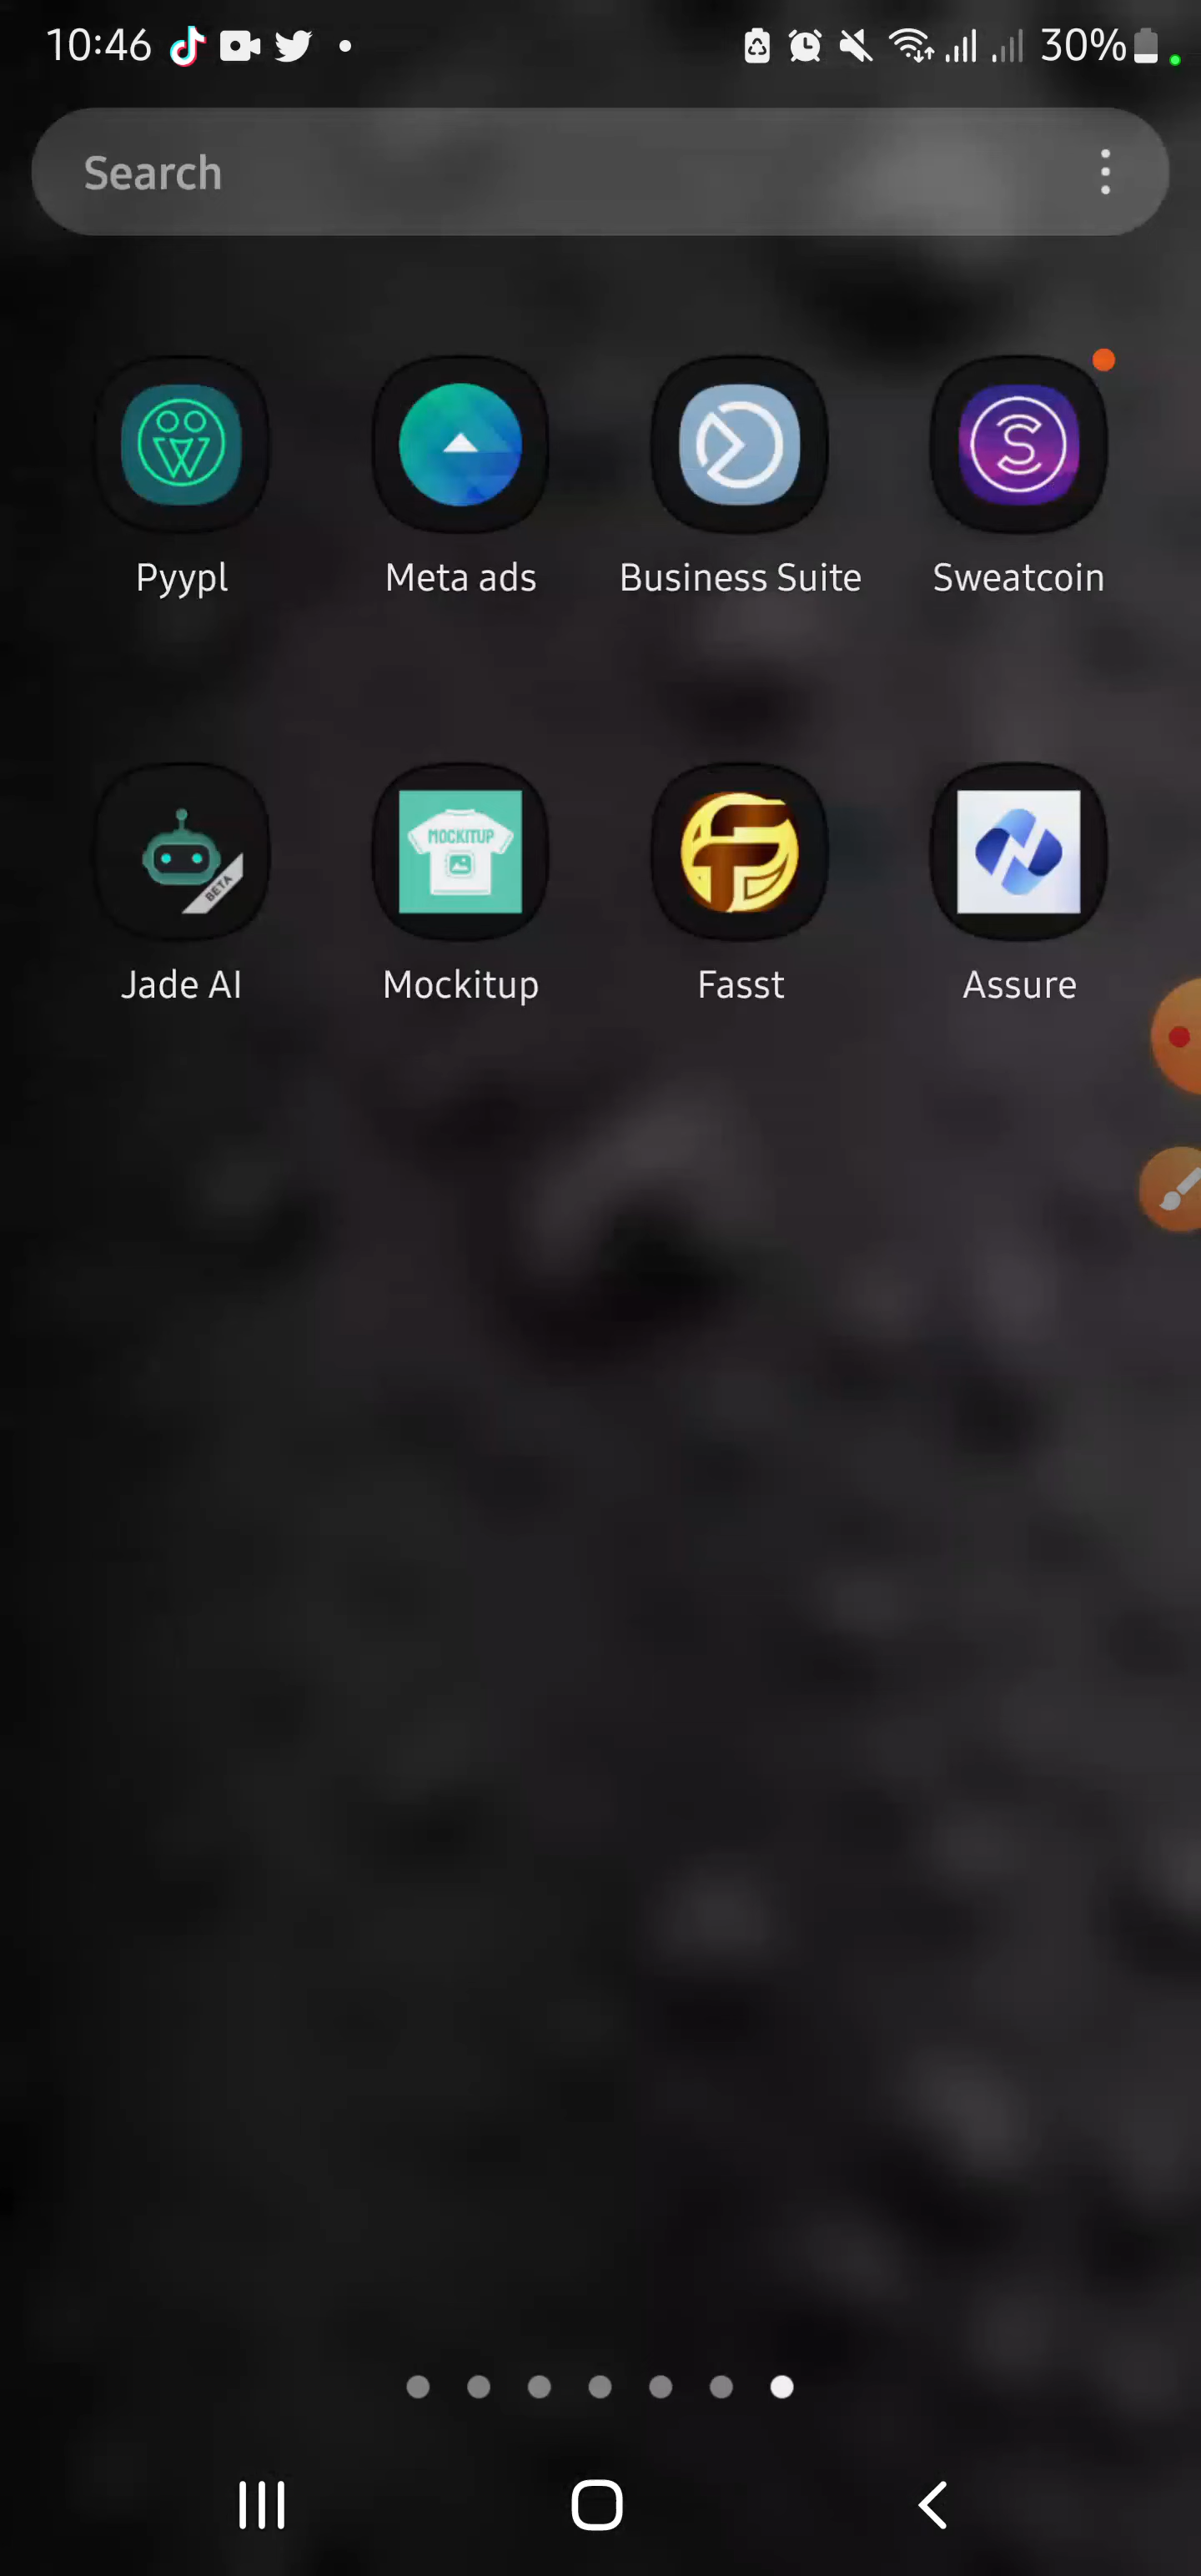 10:46 30%
Search
Pyypl Meta ads Business Suite Sweatcoin
BETA MOCKITUP
Jade AI Mockitup Fasst Assure